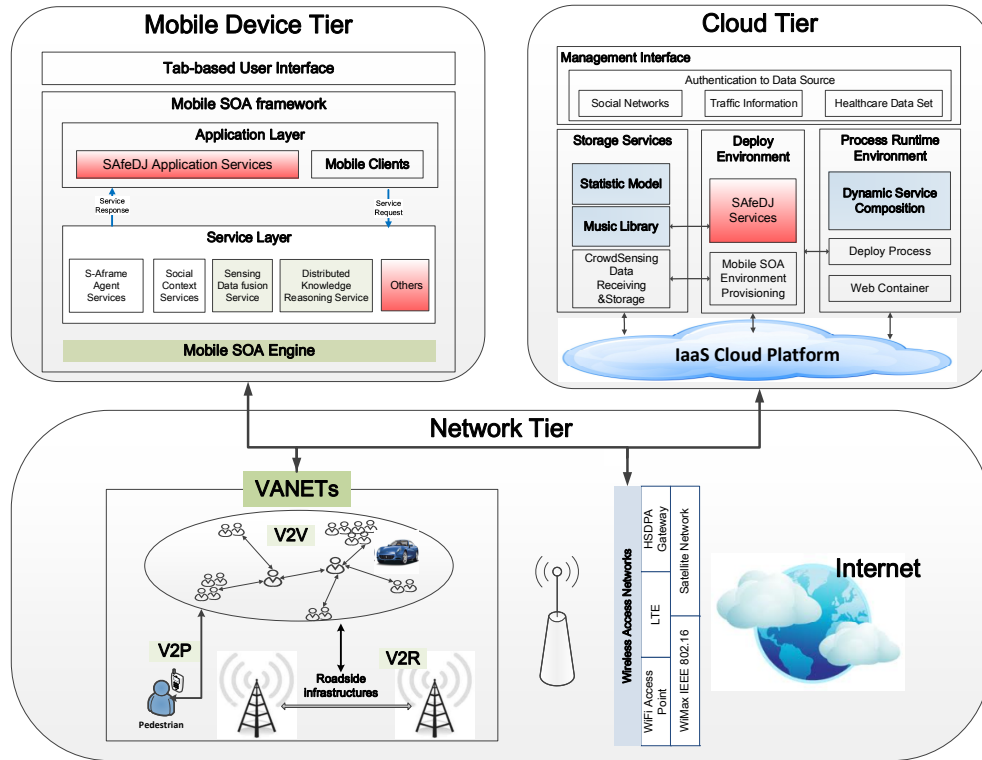 Mobile Device Tier
Tab-based User Interface
Mobile SOA framework
Application Layer
SAfeDJ Application Services
Mobile Clients
Service
Response
Service
Request
Service Layer
S-Aframe
Agent
Services
Social
Context
Services
Sensing
Data fusion
Service
Distributed
Knowledge
Reasoning Service
Others
Mobile SOA Engine
Cloud Tier
Management Interface
Authentication to Data Source
Social Networks
Traffic Information
Healthcare Data Set
Storage Services
Statistic Model
Music Library
CrowdSensing
Data
Receiving
&Storage
Deploy
Environment
SAfeDJ
Services
Mobile SOA
Environment
Provisioning
Process Runtime
Environment
Dynamic Service
Composition
Deploy Process
Web Container
IaaS Cloud Platform
Network Tier
VANETs
V2V
V2P
Pedestrian
V2R
Roadside
infrastructures
Wireless Access Networks
HSDPA
Gateway
LTE
WiFi Access
Point
Satellite Network
WiMax IEEE 802.16
Internet